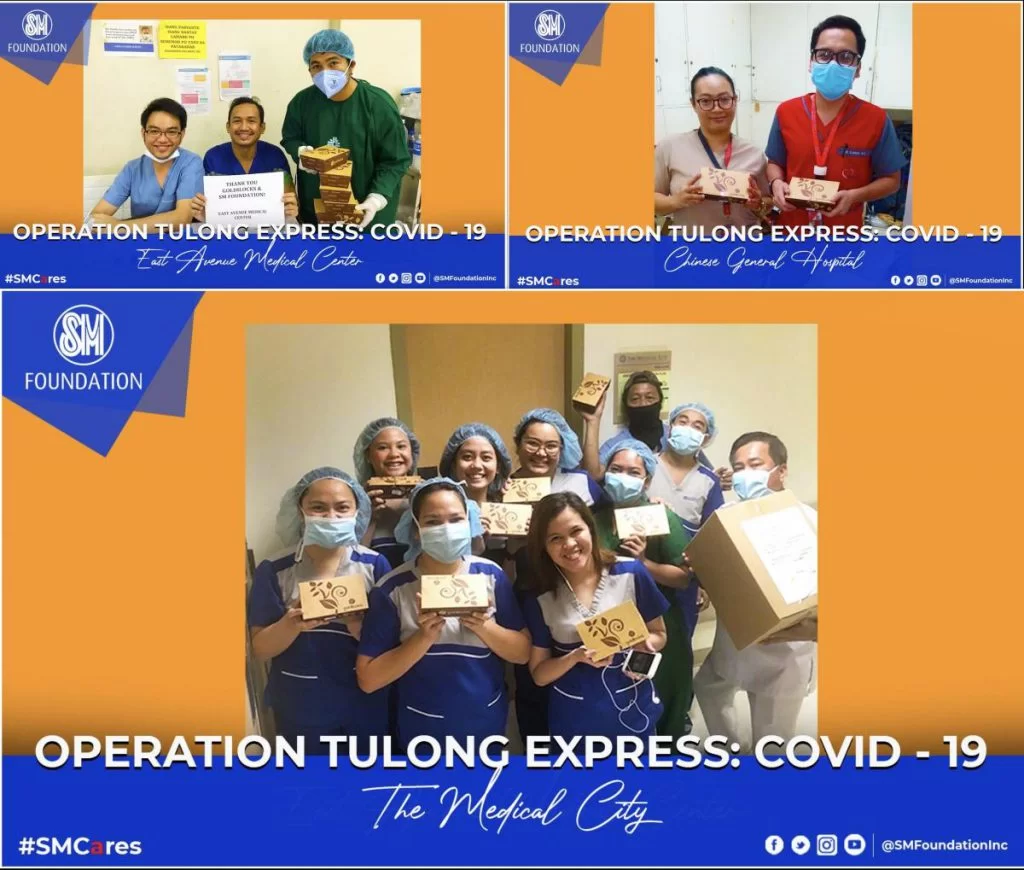 SM
FOUNDATION
THANK YOU
GOLDILOCKS &
SM FOUNDATION!
EAST AVENUE MEDICAL
CENTER
OPERATION TULONG EXPRESS: COVID - 19
East Avenue Medical Center
#SMCares
@SMFoundationInc
SM
FOUNDATION
OPERATION TULONG EXPRESS: COVID - 19
Chinese General Hospital
#SMCares
@SMFoundationInc
SM
FOUNDATION
OPERATION TULONG EXPRESS: COVID - 19
The Medical City
#SMCares
@SMFoundationInc